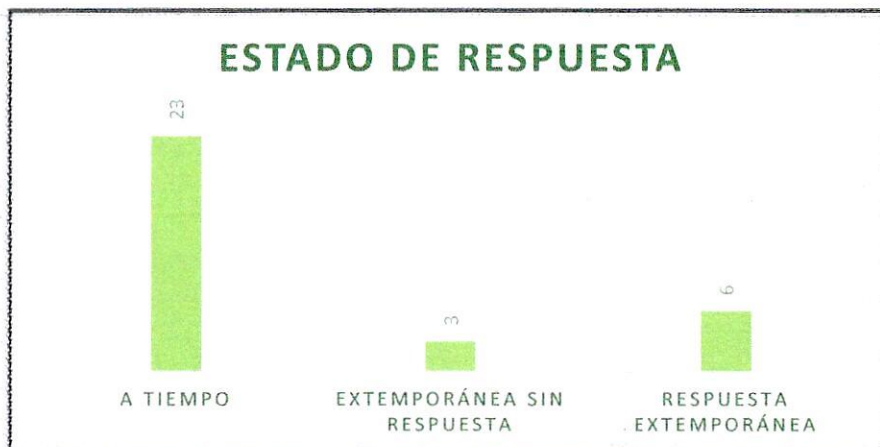 ESTADO DE RESPUESTA
23
3
6
A TIEMPO
EXTEMPORÁNEA SIN
RESPUESTA
RESPUESTA
EXTEMPORÁNEA